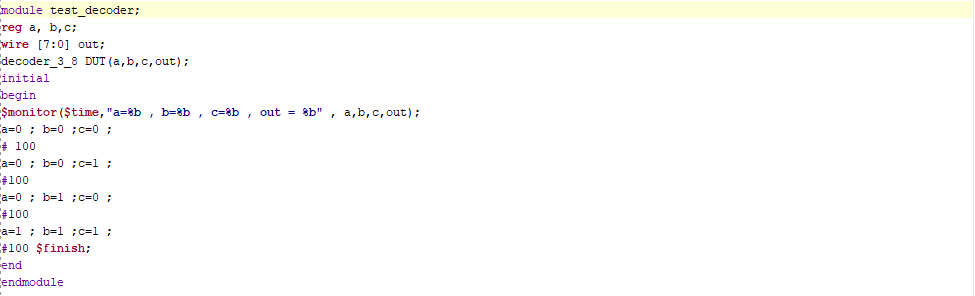 module test_decoder;
reg a, b,c;
wire [7:0] out;
decoder_3_8 DUT(a,b,c,out);
initial
begin
$monitor($time,"a=%b , b=%b , c=%b , out = %b" , a,b,c,out);
a=0 ; b=0 ;c=0 ;
# 100
a=0 ; b=0 ;c=1 ;
#100
a=0 ; b=1 ;c=0 ;
#100
a=1 ; b=1 ;c=1 ;
#100 $finish;
end
endmodule